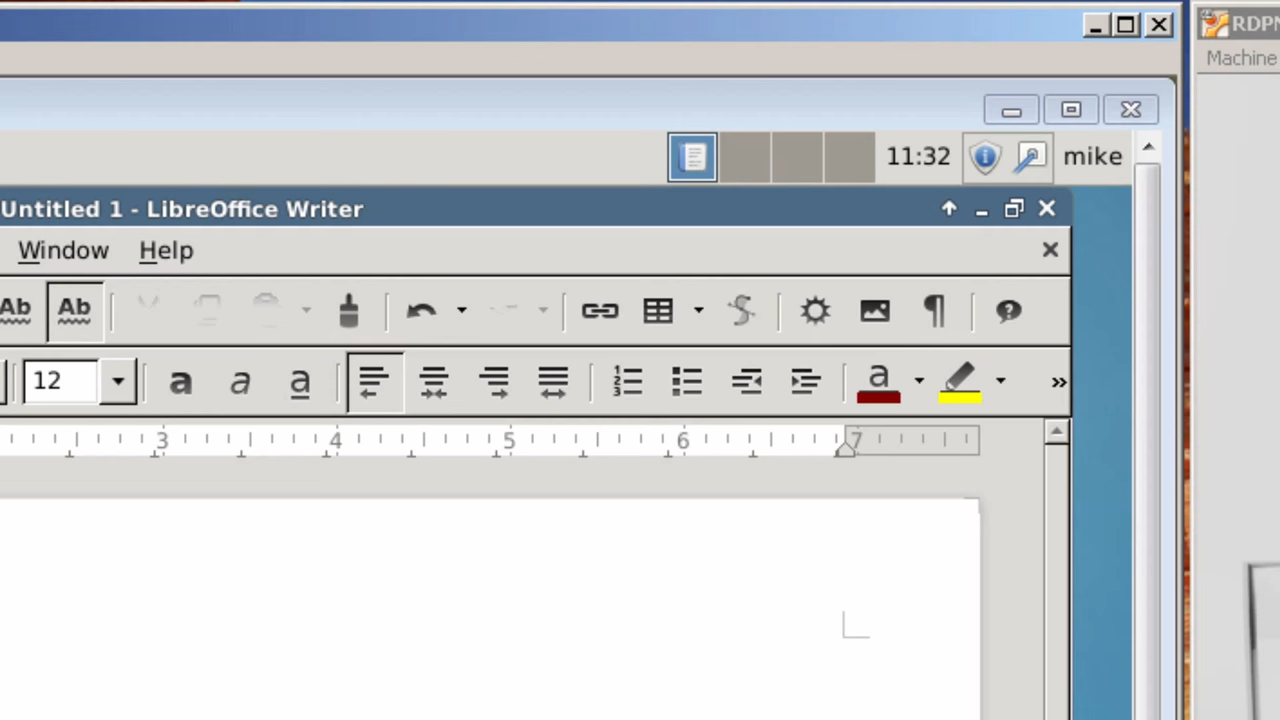 RDPN
Machine
11:32 mike
Untitled 1 - LibreOffice Writer
Window Help
Ab Ab
12 a a a a
3 4 5 6 7